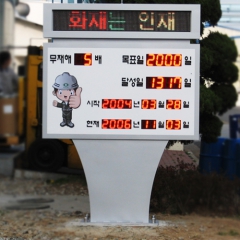 화재는 인재
무재해 5 배 목표일 2000 일
달성일 1317 일
시작 2004 년 03 월 28 일
현재 2006 년 11 월 03 일